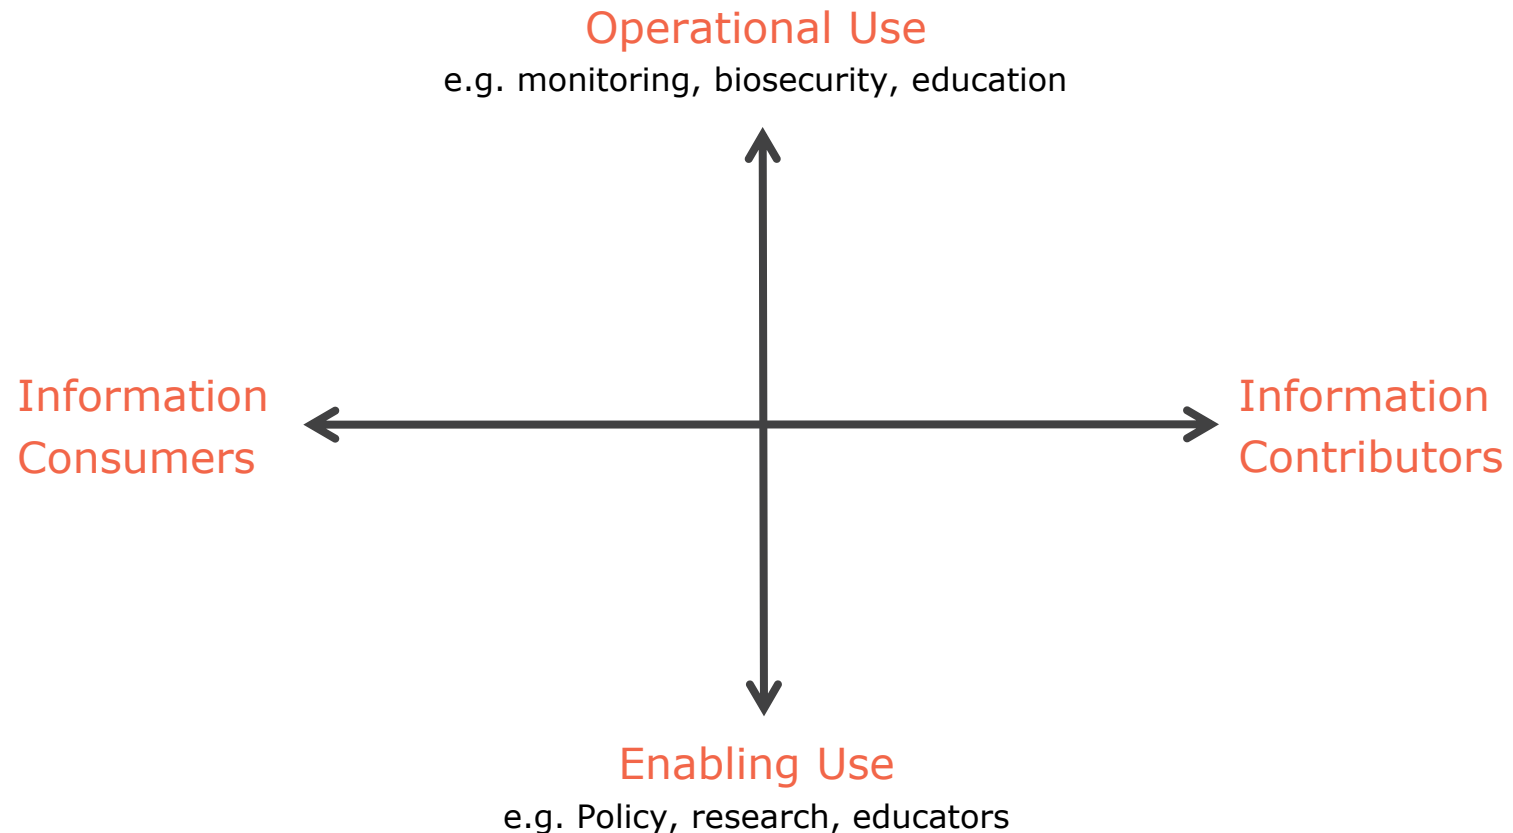 Operational Use
e.g. monitoring, biosecurity, education
Information
Consumers
Information
Contributors
Enabling Use
e.g. Policy, research, educators